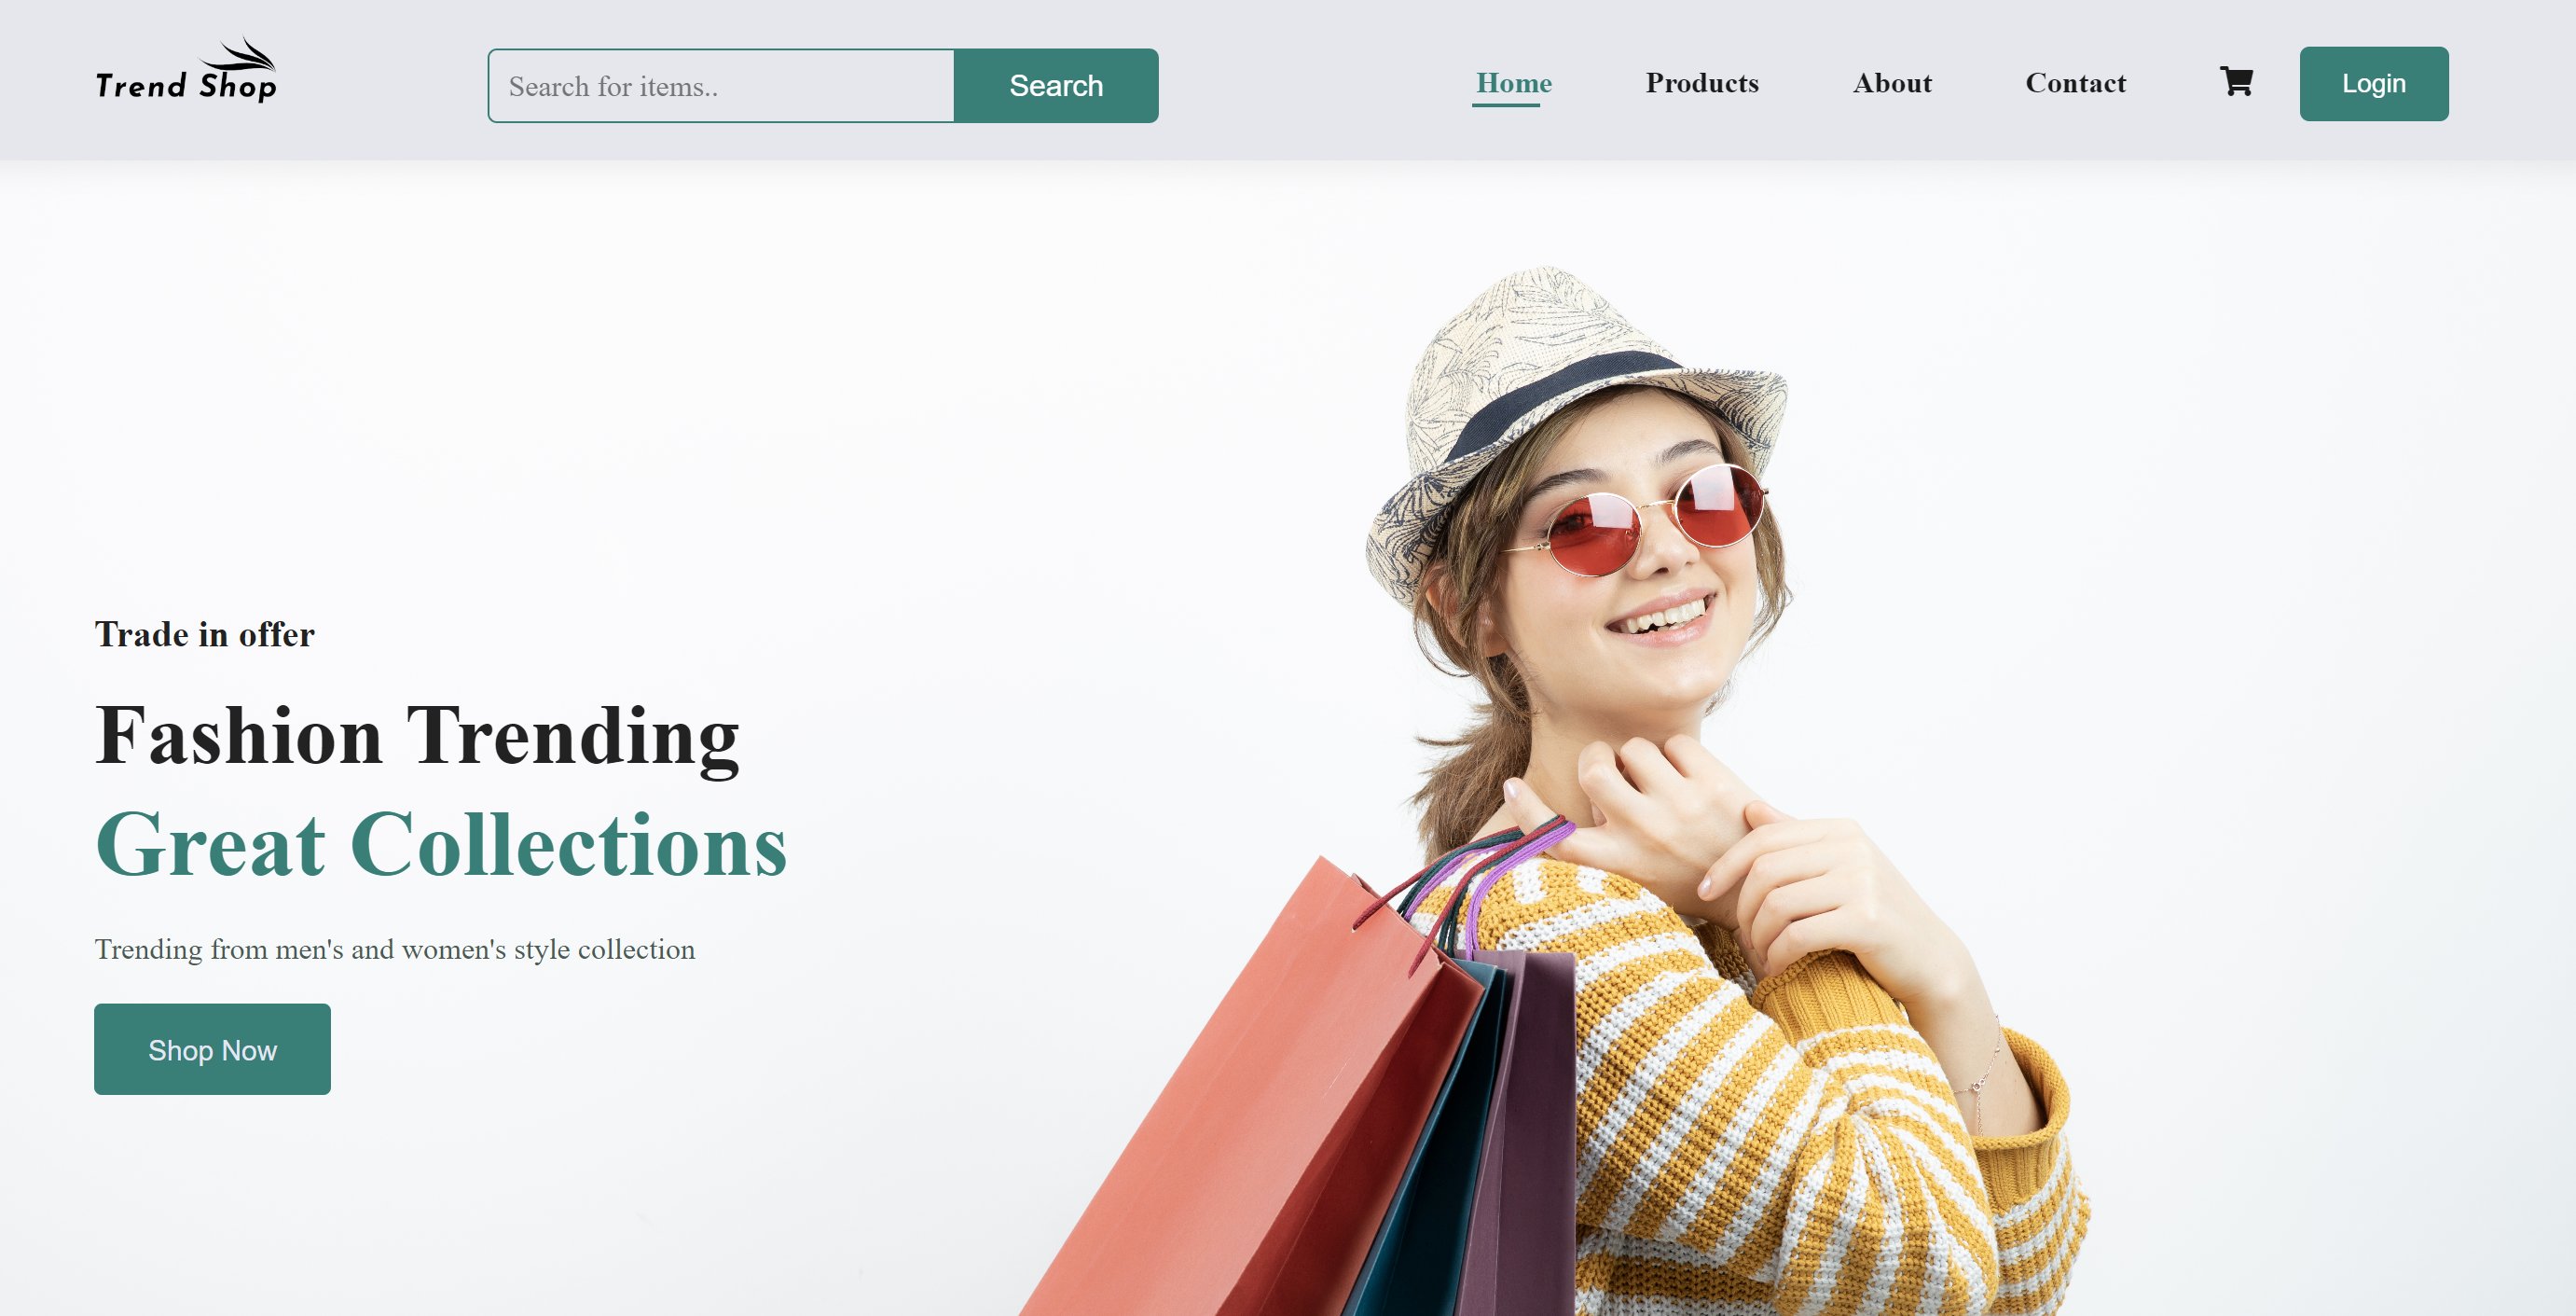 Trend Shop
Search for items..
Search
Home
Products
About
Contact
Login
Trade in offer
Fashion Trending
Great Collections
Trending from men's and women's style collection
Shop Now